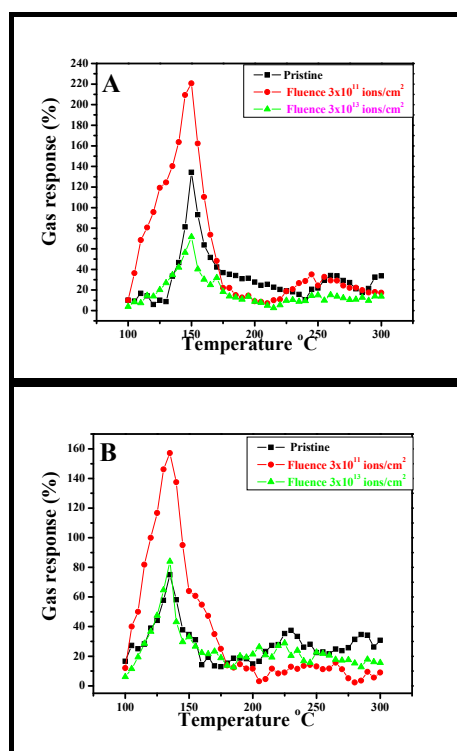 A
Pristine
Fluence 3x10¹¹ ions/cm²
Fluence 3x10¹³ ions/cm²
240
220
200
180
160
140
120
100
80
60
40
20
0
Gas response (%)
100 150 200 250 300
Temperature °C
B
Pristine
Fluence 3x10¹¹ ions/cm²
Fluence 3x10¹³ ions/cm²
160
140
120
100
80
60
40
20
0
Gas response (%)
100 150 200 250 300
Temperature °C